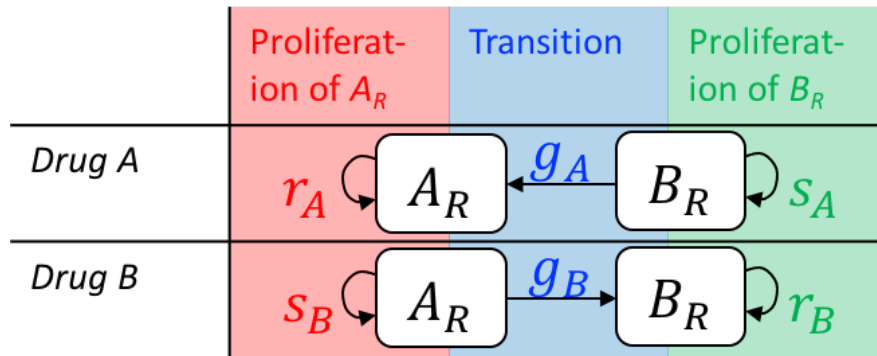 Proliferat-
ion of A_R
Transition
Proliferat-
ion of B_R
Drug A
r_A
A_R
g_A
B_R
s_A
Drug B
s_B
A_R
g_B
B_R
r_B